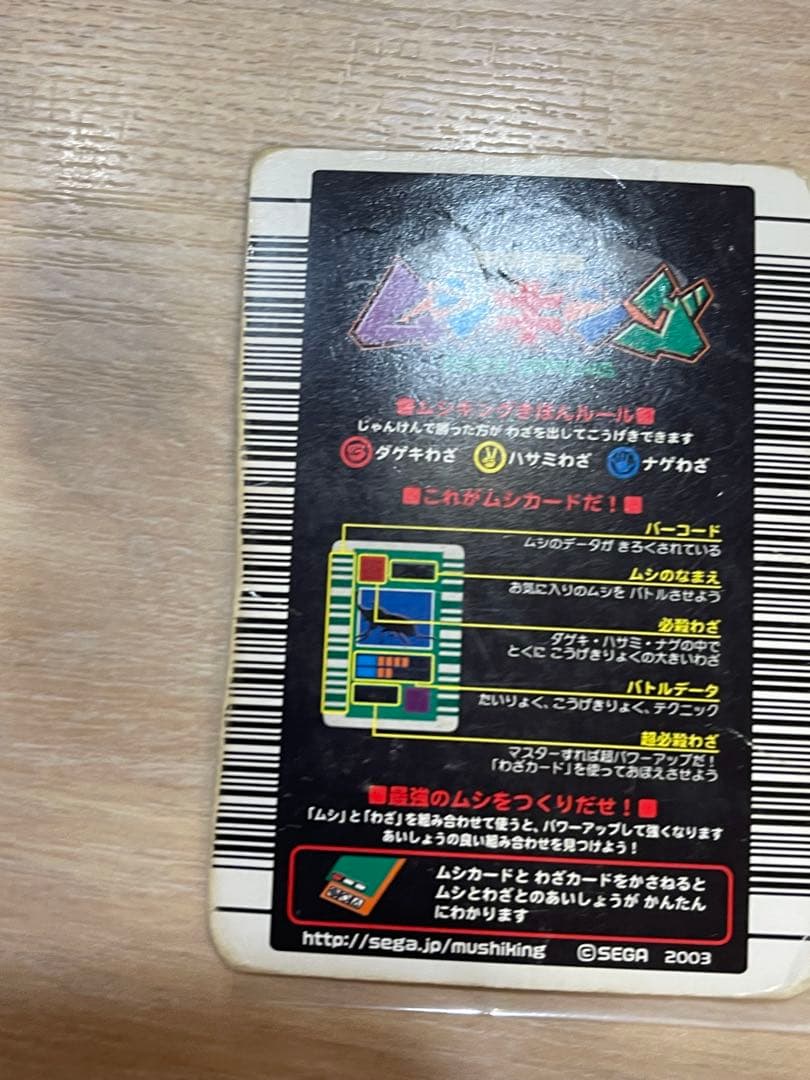 ムシキング
■ムシキングきほんルール■
じゃんけんで勝った方が わざを出してこうげきできます
ダゲキわざ ハサミわざ ナゲわざ
■これがムシカードだ！■
バーコード
ムシのデータが きろくされている
ムシのなまえ
お気に入りのムシを バトルさせよう
必殺わざ
ダゲキ・ハサミ・ナゲの中で
とくに こうげきりょくの大きいわざ
バトルデータ
たいりょく、こうげきりょく、テクニック
超必殺わざ
マスターすれば超パワーアップだ！
「わざカード」を使っておぼえさせよう
■最強のムシをつくりだせ！■
「ムシ」と「わざ」を組み合わせて使うと、パワーアップして強くなります
あいしょうの良い組み合わせを見つけよう！
ムシカードと わざカードをかさねると
ムシとわざとのあいしょうが かんたん
にわかります
http://sega.jp/mushiking ©SEGA 2003